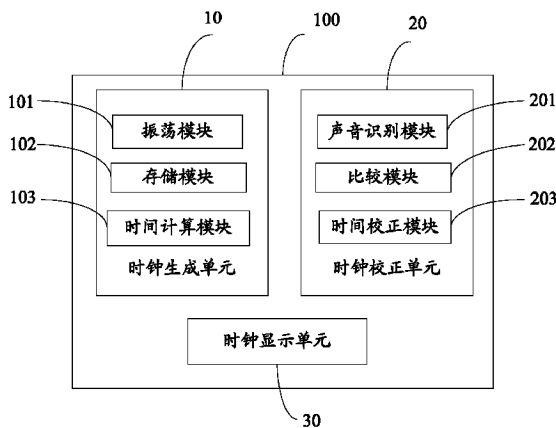 10
100
20
101
振荡模块
声音识别模块
201
102
存储模块
比较模块
202
103
时间计算模块
时间校正模块
203
时钟生成单元
时钟校正单元
时钟显示单元
30